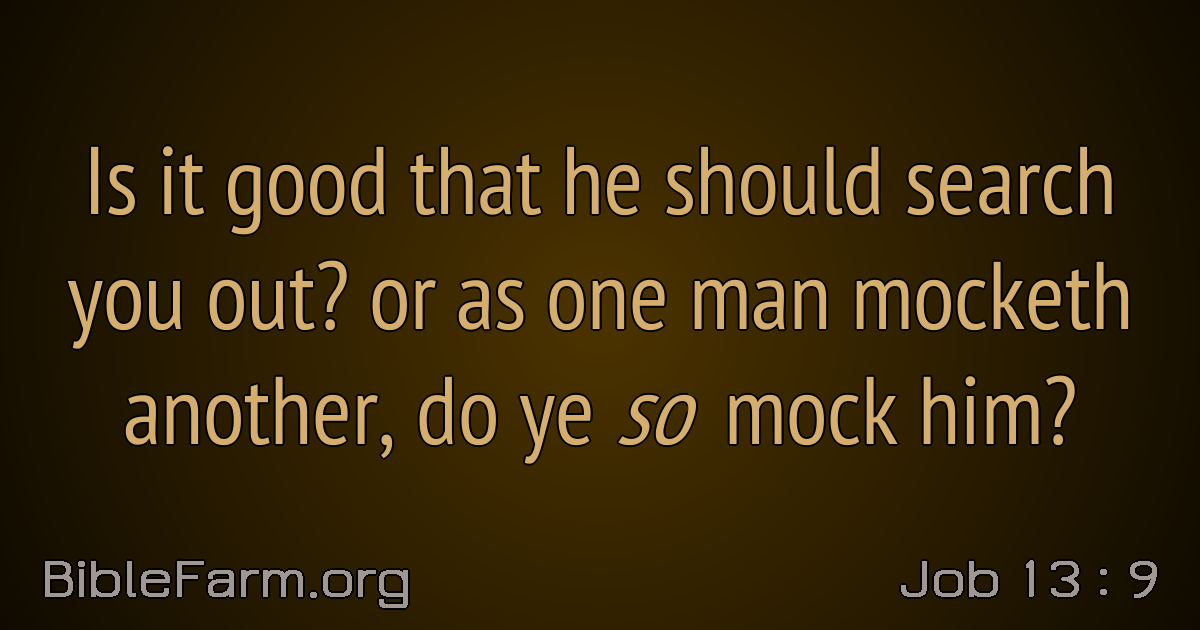 Is it good that he should search
you out? or as one man mocketh
another, do ye so mock him?
BibleFarm.org
Job 13 : 9